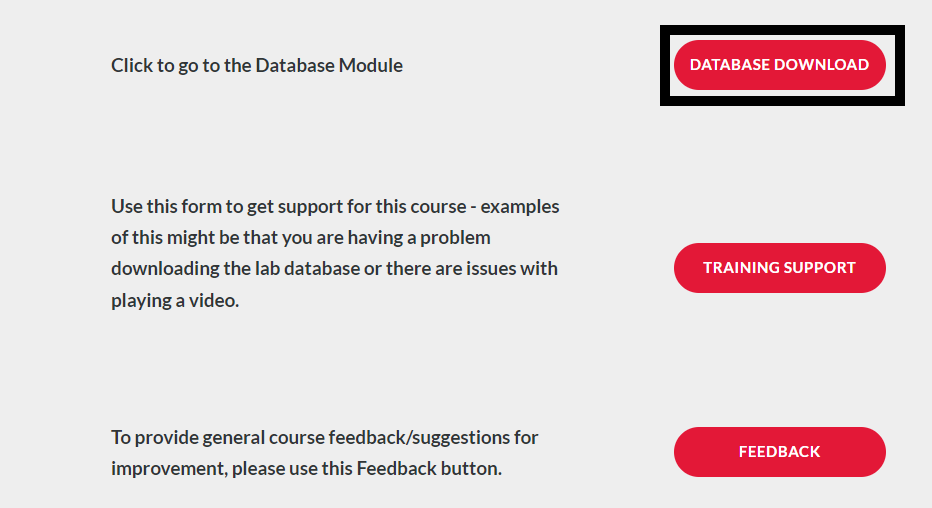 Click to go to the Database Module
DATABASE DOWNLOAD
Use this form to get support for this course - examples
of this might be that you are having a problem
downloading the lab database or there are issues with
playing a video.
TRAINING SUPPORT
To provide general course feedback/suggestions for
improvement, please use this Feedback button.
FEEDBACK